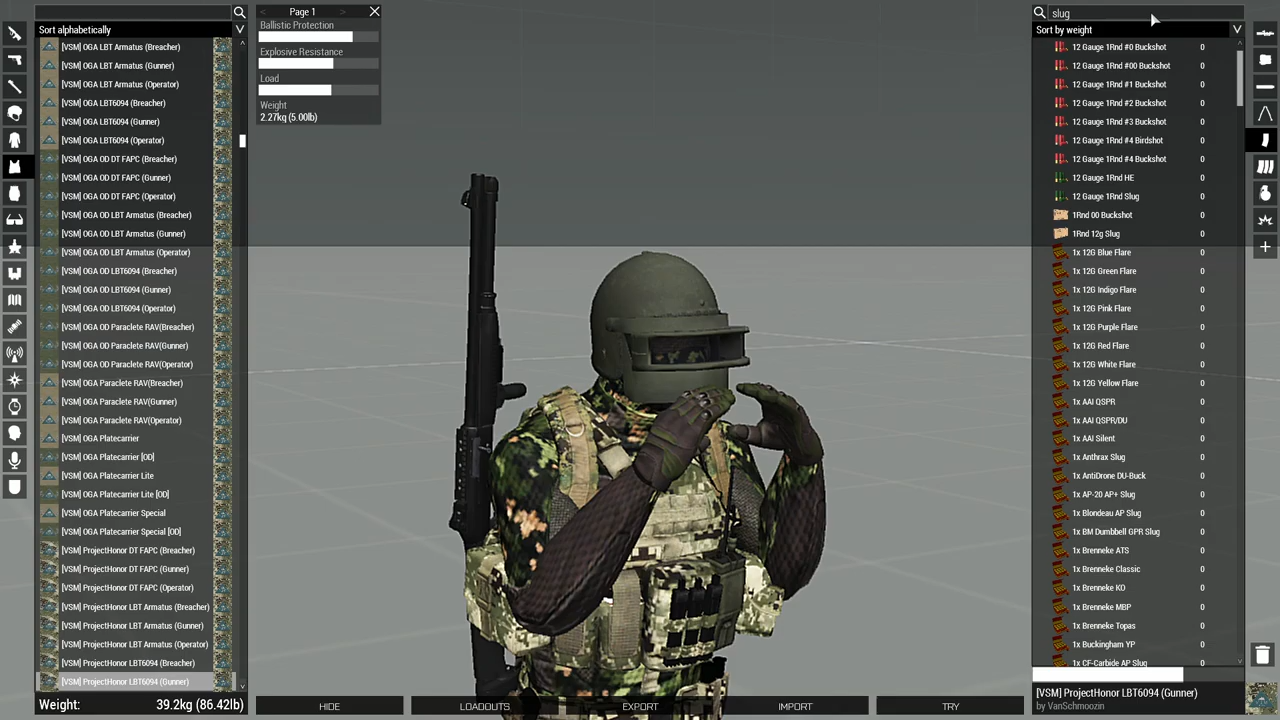 Sort alphabetically
[VSM] OGA LBT Armatus (Breacher)
[VSM] OGA LBT Armatus (Gunner)
[VSM] OGA LBT Armatus (Operator)
[VSM] OGA LBT6094 (Breacher)
[VSM] OGA LBT6094 (Gunner)
[VSM] OGA LBT6094 (Operator)
[VSM] OGA OD DT FAPC (Breacher)
[VSM] OGA OD DT FAPC (Gunner)
[VSM] OGA OD DT FAPC (Operator)
[VSM] OGA OD LBT Armatus (Breacher)
[VSM] OGA OD LBT Armatus (Gunner)
[VSM] OGA OD LBT Armatus (Operator)
[VSM] OGA OD LBT6094 (Breacher)
[VSM] OGA OD LBT6094 (Gunner)
[VSM] OGA OD LBT6094 (Operator)
[VSM] OGA OD Paraclete RAV(Breacher)
[VSM] OGA OD Paraclete RAV(Gunner)
[VSM] OGA OD Paraclete RAV(Operator)
[VSM] OGA Paraclete RAV(Breacher)
[VSM] OGA Paraclete RAV(Gunner)
[VSM] OGA Paraclete RAV(Operator)
[VSM] OGA Platecarrier
[VSM] OGA Platecarrier [OD]
[VSM] OGA Platecarrier Lite
[VSM] OGA Platecarrier Lite [OD]
[VSM] OGA Platecarrier Special
[VSM] OGA Platecarrier Special [OD]
[VSM] ProjectHonor DT FAPC (Breacher)
[VSM] ProjectHonor DT FAPC (Gunner)
[VSM] ProjectHonor DT FAPC (Operator)
[VSM] ProjectHonor LBT Armatus (Breacher)
[VSM] ProjectHonor LBT Armatus (Gunner)
[VSM] ProjectHonor LBT Armatus (Operator)
[VSM] ProjectHonor LBT6094 (Breacher)
[VSM] ProjectHonor LBT6094 (Gunner)
Weight: 39.2kg (86.42lb)
< Page 1 >
Ballistic Protection
Explosive Resistance
Load
Weight
2.27kg (5.00lb)
HIDE
LOADOUTS
EXPORT
IMPORT
TRY
slug
Sort by weight
12 Gauge 1Rnd #0 Buckshot 0
12 Gauge 1Rnd #00 Buckshot 0
12 Gauge 1Rnd #1 Buckshot 0
12 Gauge 1Rnd #2 Buckshot 0
12 Gauge 1Rnd #3 Buckshot 0
12 Gauge 1Rnd #4 Birdshot 0
12 Gauge 1Rnd #4 Buckshot 0
12 Gauge 1Rnd HE 0
12 Gauge 1Rnd Slug 0
1Rnd 00 Buckshot 0
1Rnd 12g Slug 0
1x 12G Blue Flare 0
1x 12G Green Flare 0
1x 12G Indigo Flare 0
1x 12G Pink Flare 0
1x 12G Purple Flare 0
1x 12G Red Flare 0
1x 12G White Flare 0
1x 12G Yellow Flare 0
1x AAI QSPR 0
1x AAI QSPR/DU 0
1x AAI Silent 0
1x Anthrax Slug 0
1x AntiDrone DU-Buck 0
1x AP-20 AP+ Slug 0
1x Blondeau AP Slug 0
1x BM Dumbbell GPR Slug 0
1x Brenneke ATS 0
1x Brenneke Classic 0
1x Brenneke KO 0
1x Brenneke MBP 0
1x Brenneke Topas 0
1x Buckingham YP 0
1x CF-Carbide AP Slug 0
[VSM] ProjectHonor LBT6094 (Gunner)
by VanSchmoozin